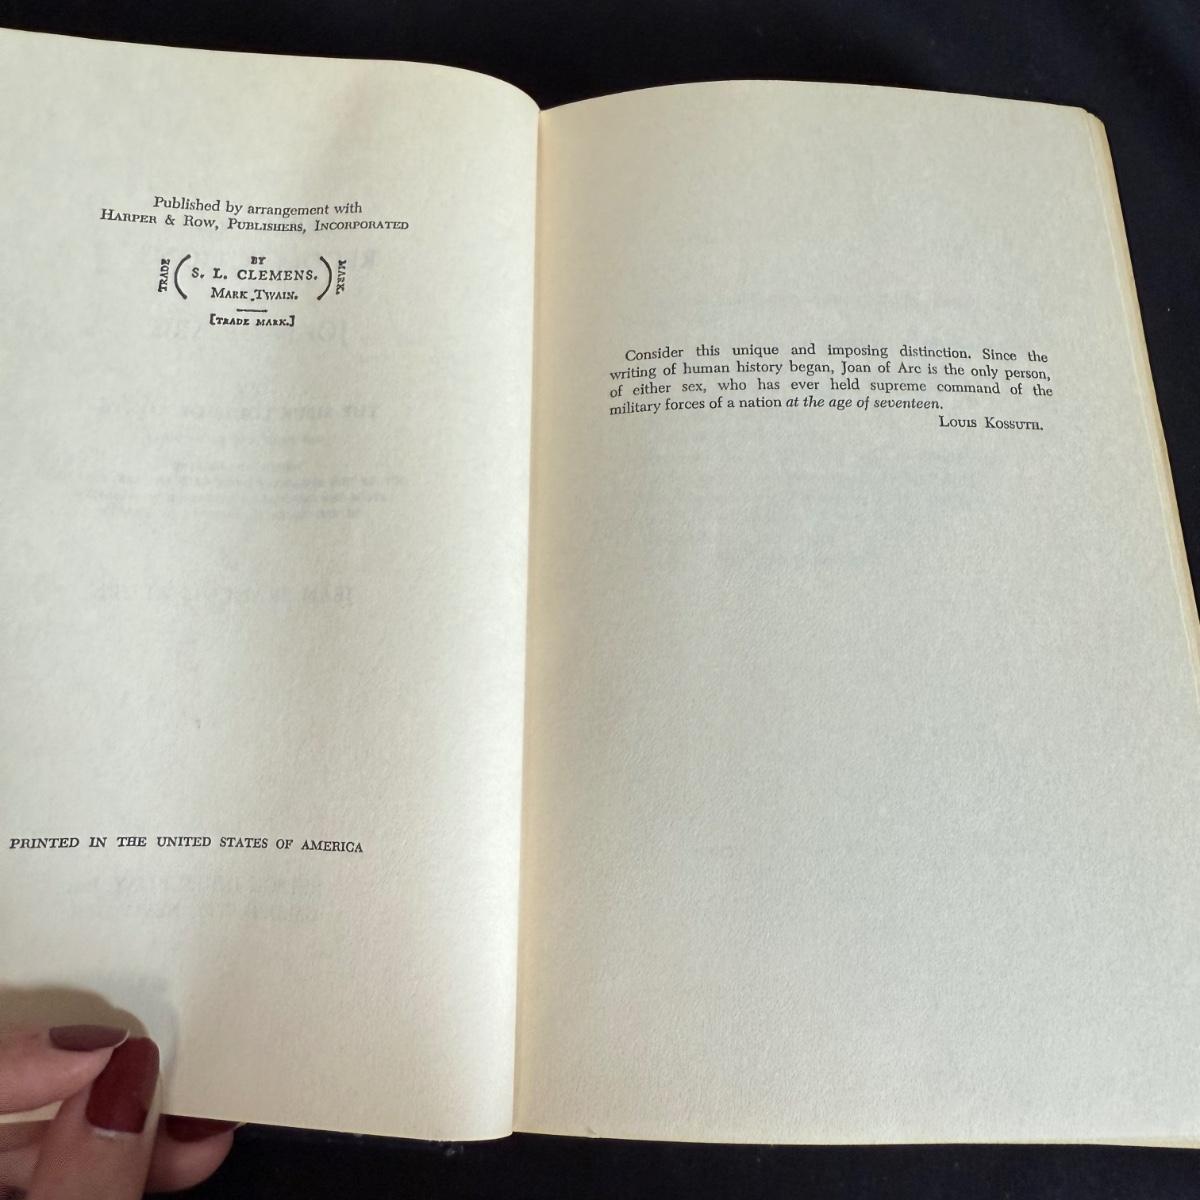 Published by arrangement with
HARPER & ROW, PUBLISHERS, INCORPORATED
TRADE
BY
S. L. CLEMENS.
MARK TWAIN.
MARK.
[TRADE MARK.]
PRINTED IN THE UNITED STATES OF AMERICA
Consider this unique and imposing distinction. Since the
writing of human history began, Joan of Arc is the only person,
of either sex, who has ever held supreme command of the
military forces of a nation at the age of seventeen.
LOUIS KOSSUTH.